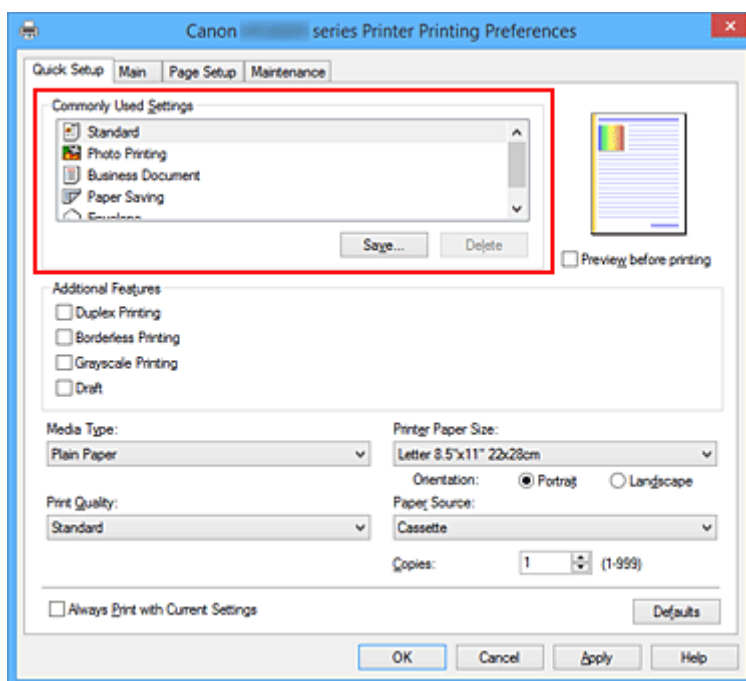 Canon series Printer Printing Preferences
Quick Setup Main Page Setup Maintenance
Commonly Used Settings
Standard
Photo Printing
Business Document
Paper Saving
Envelope
Save... Delete
Preview before printing
Additional Features
Duplex Printing
Borderless Printing
Grayscale Printing
Draft
Media Type:
Plain Paper
Printer Paper Size:
Letter 8.5"x11" 22x28cm
Orientation: Portrait Landscape
Print Quality:
Standard
Paper Source:
Cassette
Copies: 1 (1-999)
Always Print with Current Settings
Defaults
OK Cancel Apply Help